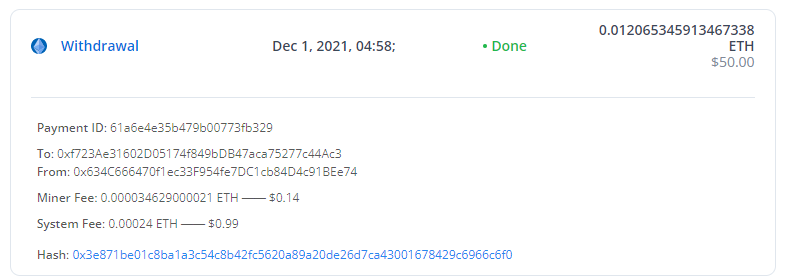 Withdrawal
Dec 1, 2021, 04:58;
• Done
0.012065345913467338
ETH
$50.00
Payment ID: 61a6e4e35b479b00773fb329
To: 0xf723Ae31602D05174f849bDB47aca75277c44Ac3
From: 0x634C666470f1ec33F954fe7DC1cb84D4c91BEe74
Miner Fee: 0.000034629000021 ETH —— $0.14
System Fee: 0.00024 ETH —— $0.99
Hash: 0x3e871be01c8ba1a3c54c8b42fc5620a89a20de26d7ca43001678429c6966c6f0